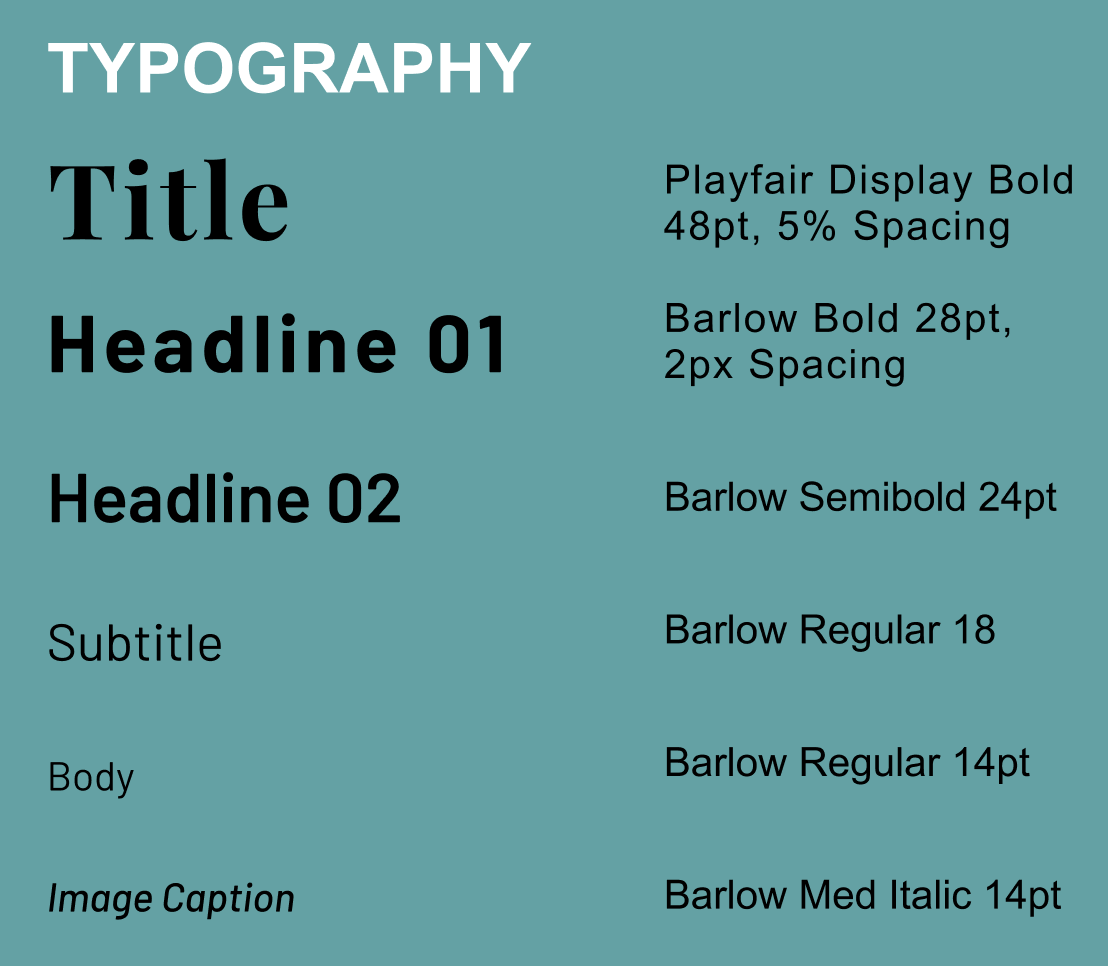 TYPOGRAPHY
Title
Playfair Display Bold
48pt, 5% Spacing
Headline 01
Barlow Bold 28pt,
2px Spacing
Headline 02
Barlow Semibold 24pt
Subtitle
Barlow Regular 18
Body
Barlow Regular 14pt
Image Caption
Barlow Med Italic 14pt